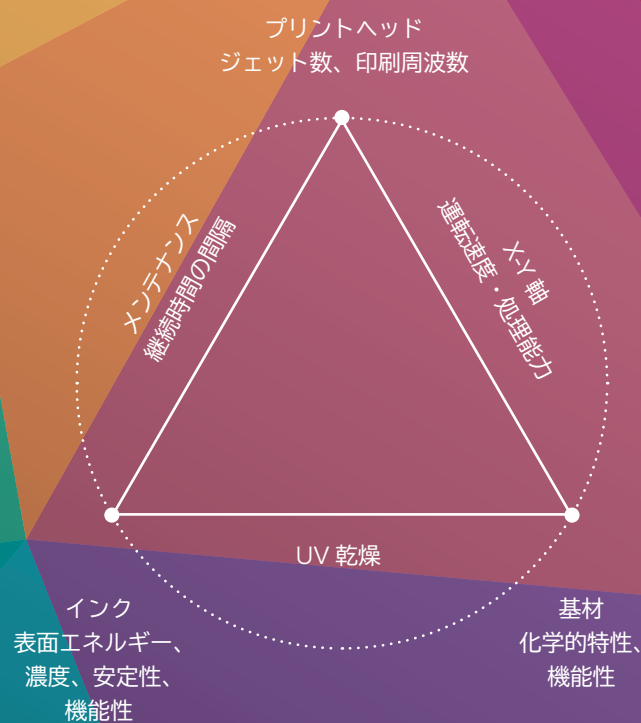 プリントヘッド
ジェット数、印刷周波数
メンテナンス
継続時間の間隔
X-Y 軸
運転速度・処理能力
UV 乾燥
インク
表面エネルギー、
濃度、安定性、
機能性
基材
化学的特性、
機能性